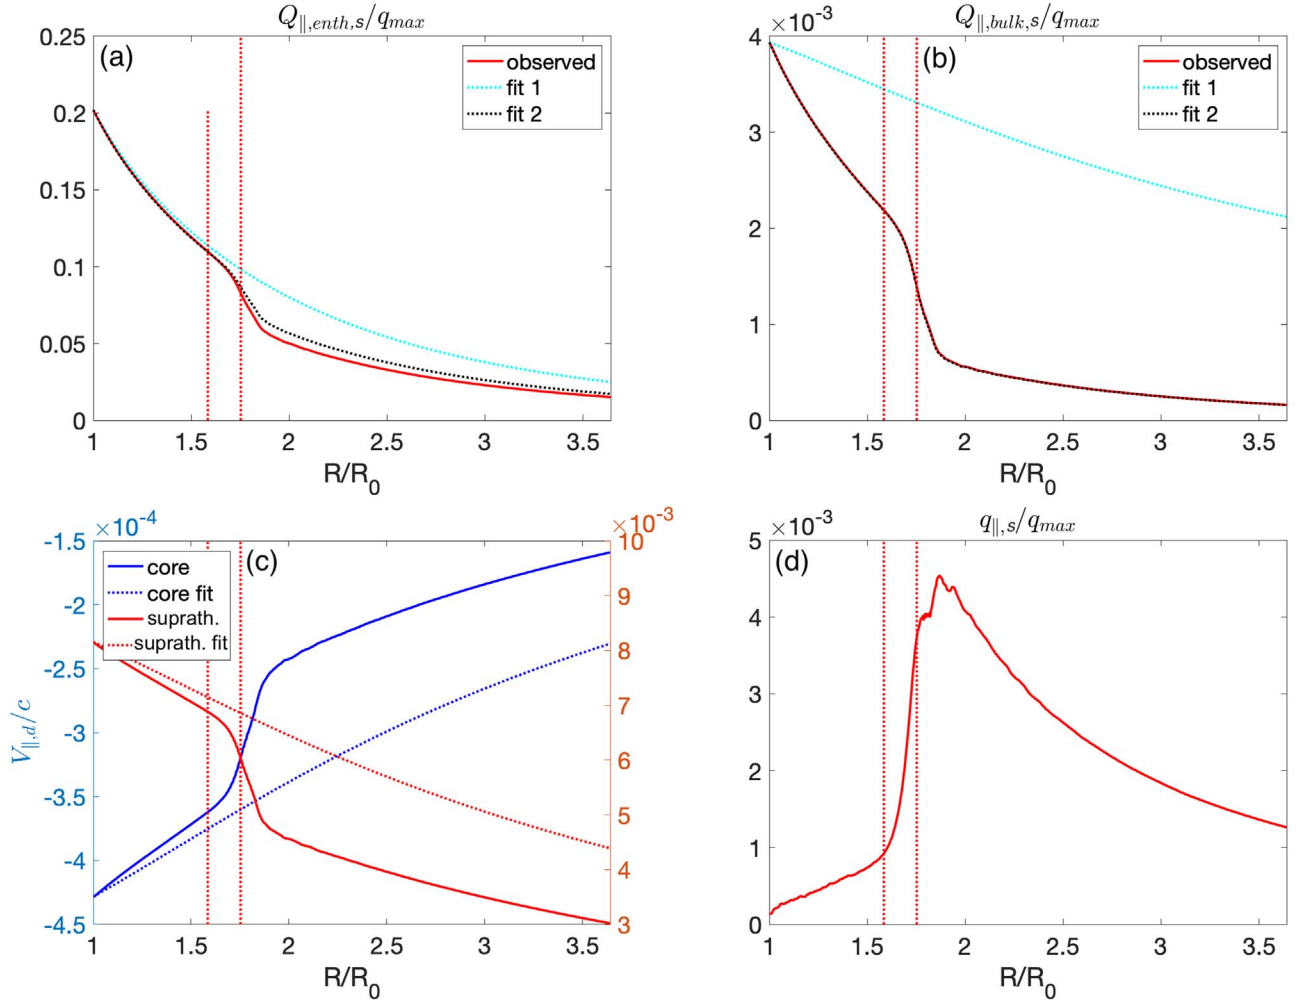 Q∥,enth,s/qmax
(a)
observed
fit 1
fit 2
0.25
0.2
0.15
0.1
0.05
0
1
1.5
2
2.5
3
3.5
R/R0
Q∥,bulk,s/qmax
×10-3
(b)
observed
fit 1
fit 2
4
3
2
1
0
1
1.5
2
2.5
3
3.5
R/R0
×10-4
×10-3
(c)
core
core fit
suprath.
suprath. fit
V∥,d/c
-1.5
-2
-2.5
-3
-3.5
-4
-4.5
10
9
8
7
6
5
4
3
1
1.5
2
2.5
3
3.5
R/R0
q∥,s/qmax
×10-3
(d)
5
4
3
2
1
0
1
1.5
2
2.5
3
3.5
R/R0